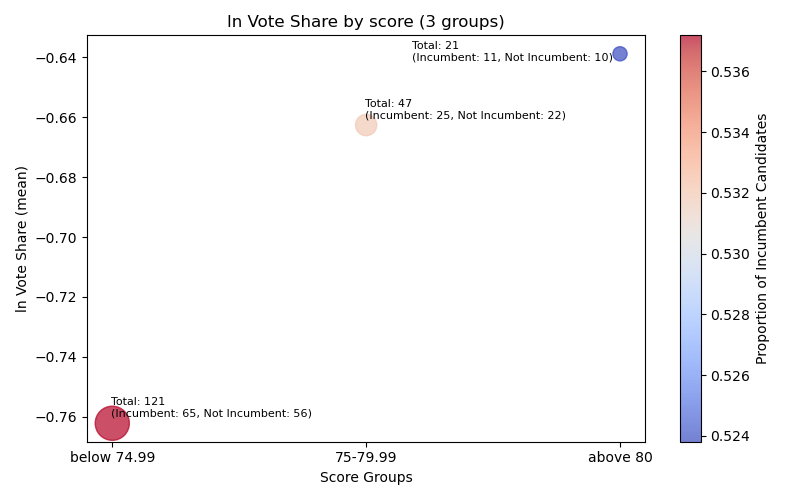 ln Vote Share by score (3 groups)
−0.64
−0.66
−0.68
−0.70
−0.72
−0.74
−0.76
ln Vote Share (mean)
Total: 21
(Incumbent: 11, Not Incumbent: 10)
Total: 47
(Incumbent: 25, Not Incumbent: 22)
Total: 121
(Incumbent: 65, Not Incumbent: 56)
below 74.99
75-79.99
above 80
Score Groups
0.536
0.534
0.532
0.530
0.528
0.526
0.524
Proportion of Incumbent Candidates